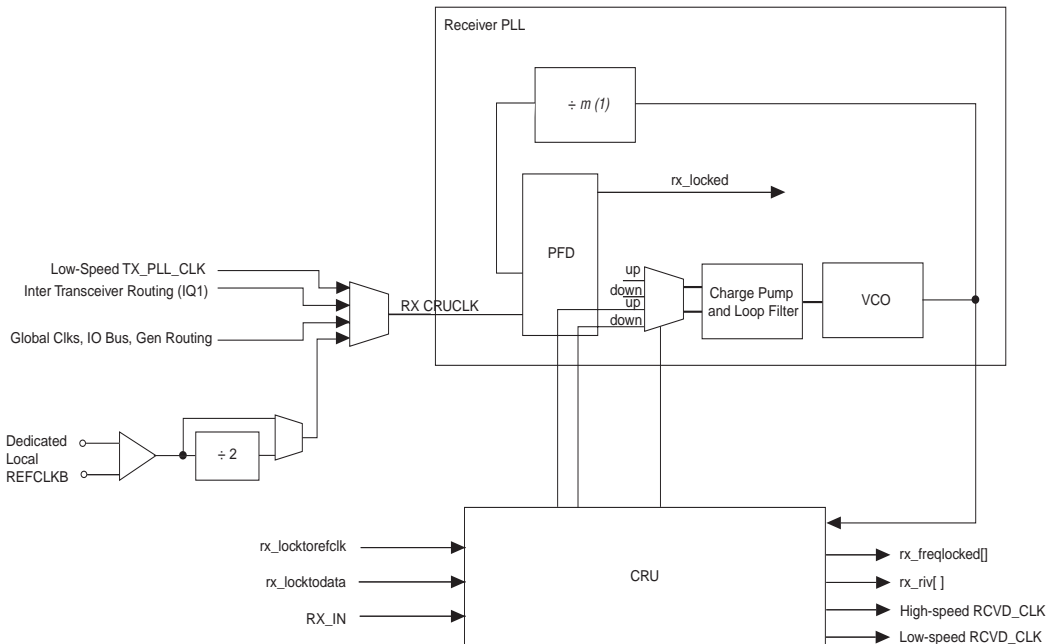 Receiver PLL
÷ m (1)
rx_locked
PFD
up
down
up
down
Charge Pump
and Loop Filter
VCO
Low-Speed TX_PLL_CLK
Inter Transceiver Routing (IQ1)
Global Clks, IO Bus, Gen Routing
RX CRUCLK
Dedicated
Local
REFCLKB
÷ 2
rx_locktorefclk
rx_locktodata
RX_IN
CRU
rx_freqlocked[]
rx_rlv[ ]
High-speed RCVD_CLK
Low-speed RCVD_CLK